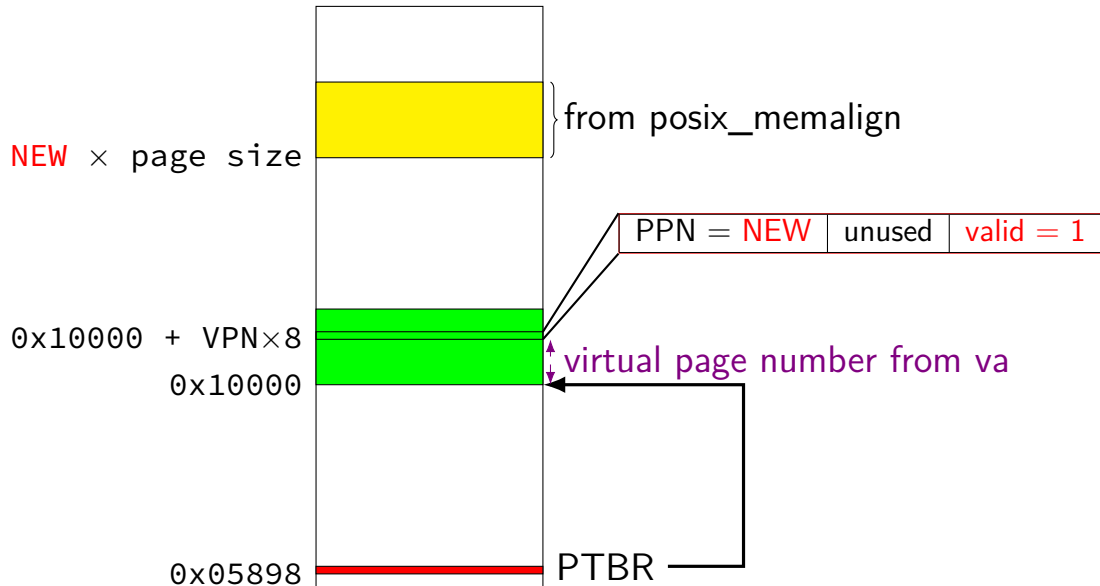 from posix_memalign
NEW × page size
PPN = NEW unused valid = 1
0x10000 + VPN×8
virtual page number from va
0x10000
PTBR
0x05898